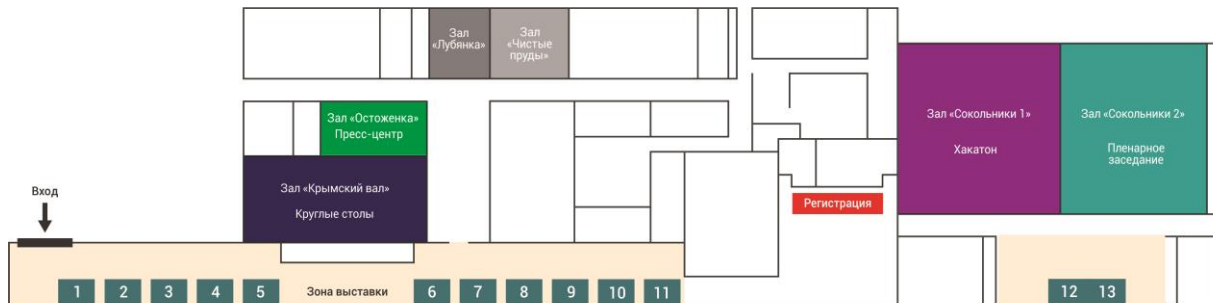 Зал
«Лубянка»
Зал
«Чистые
пруды»
Зал «Остоженка»
Пресс-центр
Зал «Сокольники 1»
Хакатон
Зал «Сокольники 2»
Пленарное
заседание
Вход
Зал «Крымский вал»
Круглые столы
Регистрация
1 2 3 4 5 Зона выставки 6 7 8 9 10 11 12 13